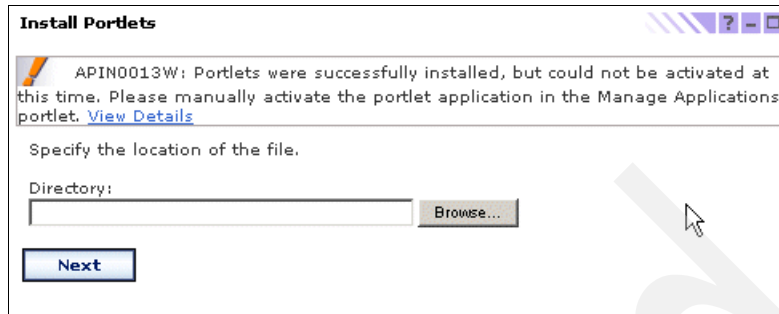 Install Portlets
?
APIN0013W: Portlets were successfully installed, but could not be activated at
this time. Please manually activate the portlet application in the Manage Applications
portlet. View Details
Specify the location of the file.
Directory:
Browse...
Next